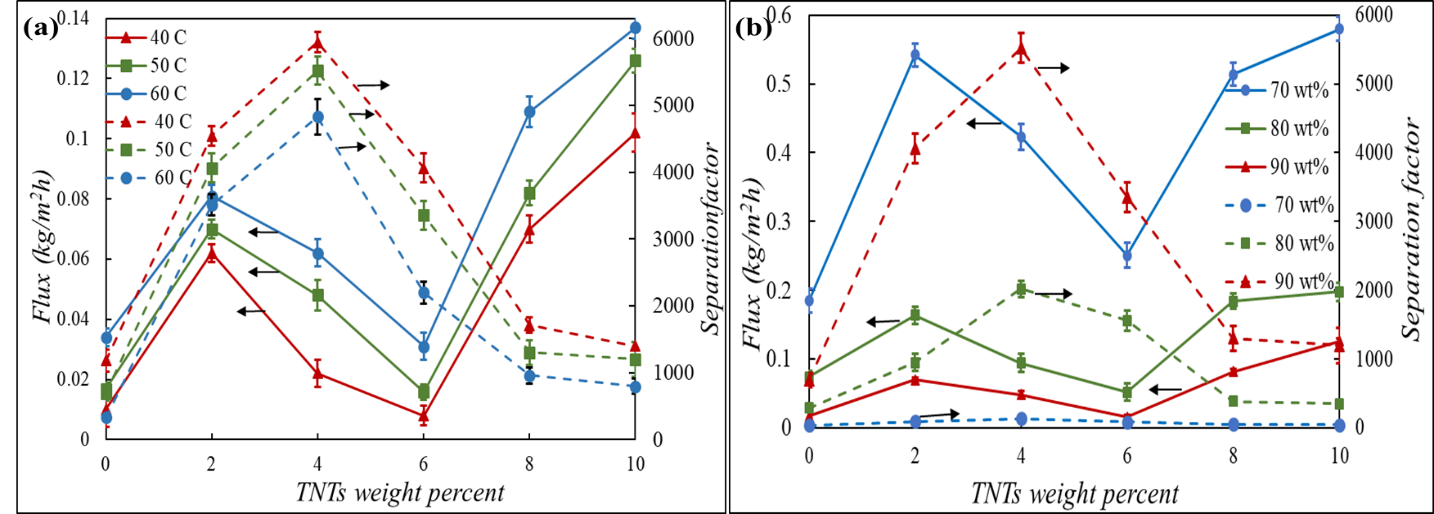 (a)
0.14
0.12
0.1
0.08
0.06
0.04
0.02
0
Flux (kg/m²h)
40 C
50 C
60 C
40 C
50 C
60 C
6000
5000
4000
3000
2000
1000
0
Separationfactor
0 2 4 6 8 10
TNTs weight percent
(b)
0.6
0.5
0.4
0.3
0.2
0.1
0
Flux (kg/m²h)
70 wt%
80 wt%
90 wt%
70 wt%
80 wt%
90 wt%
6000
5000
4000
3000
2000
1000
0
Separation factor
0 2 4 6 8 10
TNTs weight percent